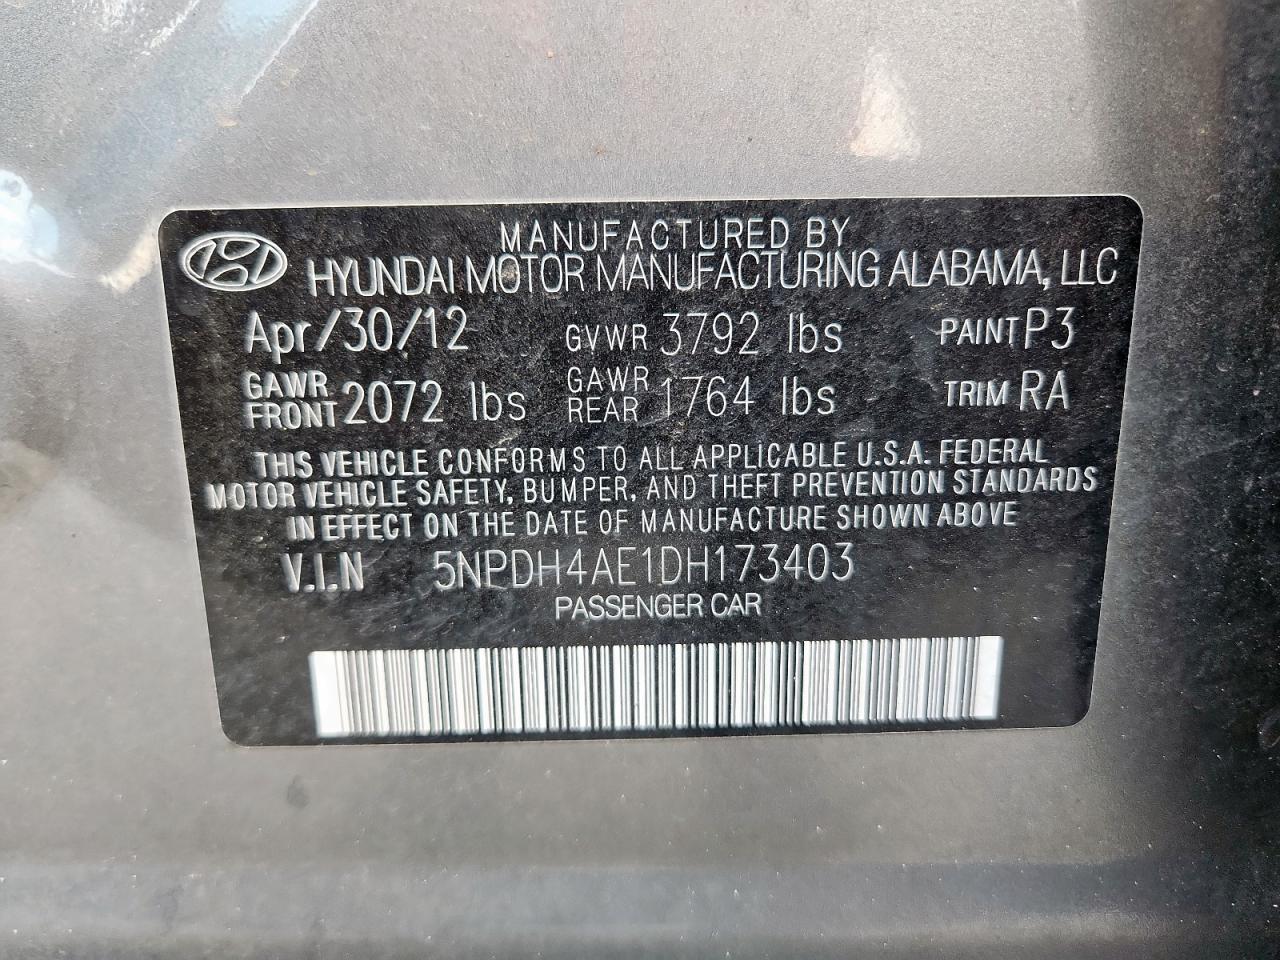 MANUFACTURED BY
HYUNDAI MOTOR MANUFACTURING ALABAMA, LLC
Apr/30/12 GVWR 3792 lbs PAINT P3
GAWR FRONT 2072 lbs GAWR REAR 1764 lbs TRIM RA
THIS VEHICLE CONFORMS TO ALL APPLICABLE U.S.A. FEDERAL
MOTOR VEHICLE SAFETY, BUMPER, AND THEFT PREVENTION STANDARDS
IN EFFECT ON THE DATE OF MANUFACTURE SHOWN ABOVE
V.I.N 5NPDH4AE1DH173403
PASSENGER CAR